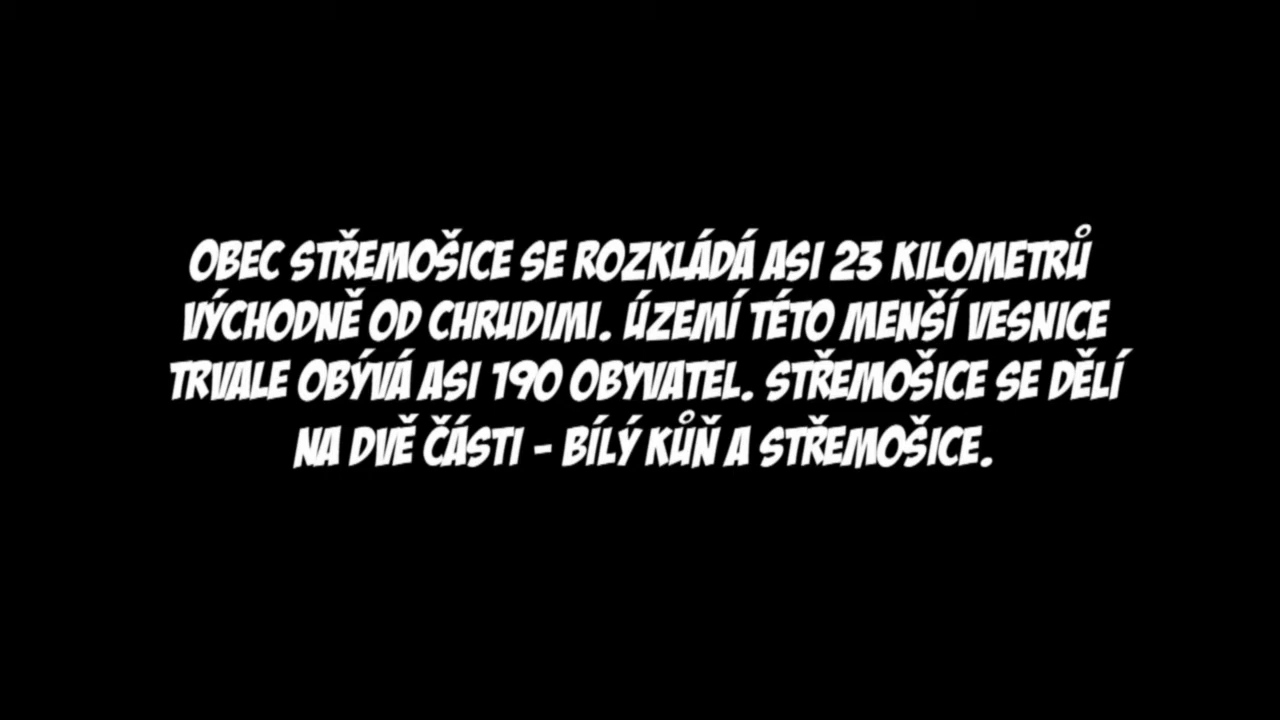 OBEC STŘEMOŠICE SE ROZKLÁDÁ ASI 23 KILOMETRŮ
VÝCHODNĚ OD CHRUDIMI. ÚZEMÍ TÉTO MENŠÍ VESNICE
TRVALE OBÝVÁ ASI 190 OBYVATEL. STŘEMOŠICE SE DĚLÍ
NA DVĚ ČÁSTI - BÍLÝ KŮŇ A STŘEMOŠICE.